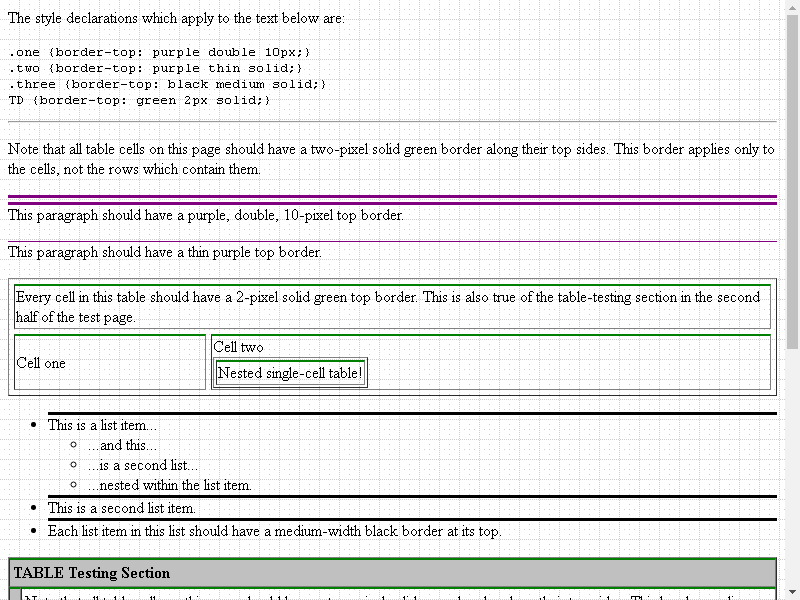 The style declarations which apply to the text below are:
.one {border-top: purple double 10px;}
.two {border-top: purple thin solid;}
.three {border-top: black medium solid;}
TD {border-top: green 2px solid;}
Note that all table cells on this page should have a two-pixel solid green border along their top sides. This border applies only to
the cells, not the rows which contain them.
This paragraph should have a purple, double, 10-pixel top border.
This paragraph should have a thin purple top border.
Every cell in this table should have a 2-pixel solid green top border. This is also true of the table-testing section in the second
half of the test page.
Cell one
Cell two
Nested single-cell table!
This is a list item...
...and this...
...is a second list...
...nested within the list item.
This is a second list item.
Each list item in this list should have a medium-width black border at its top.
TABLE Testing Section